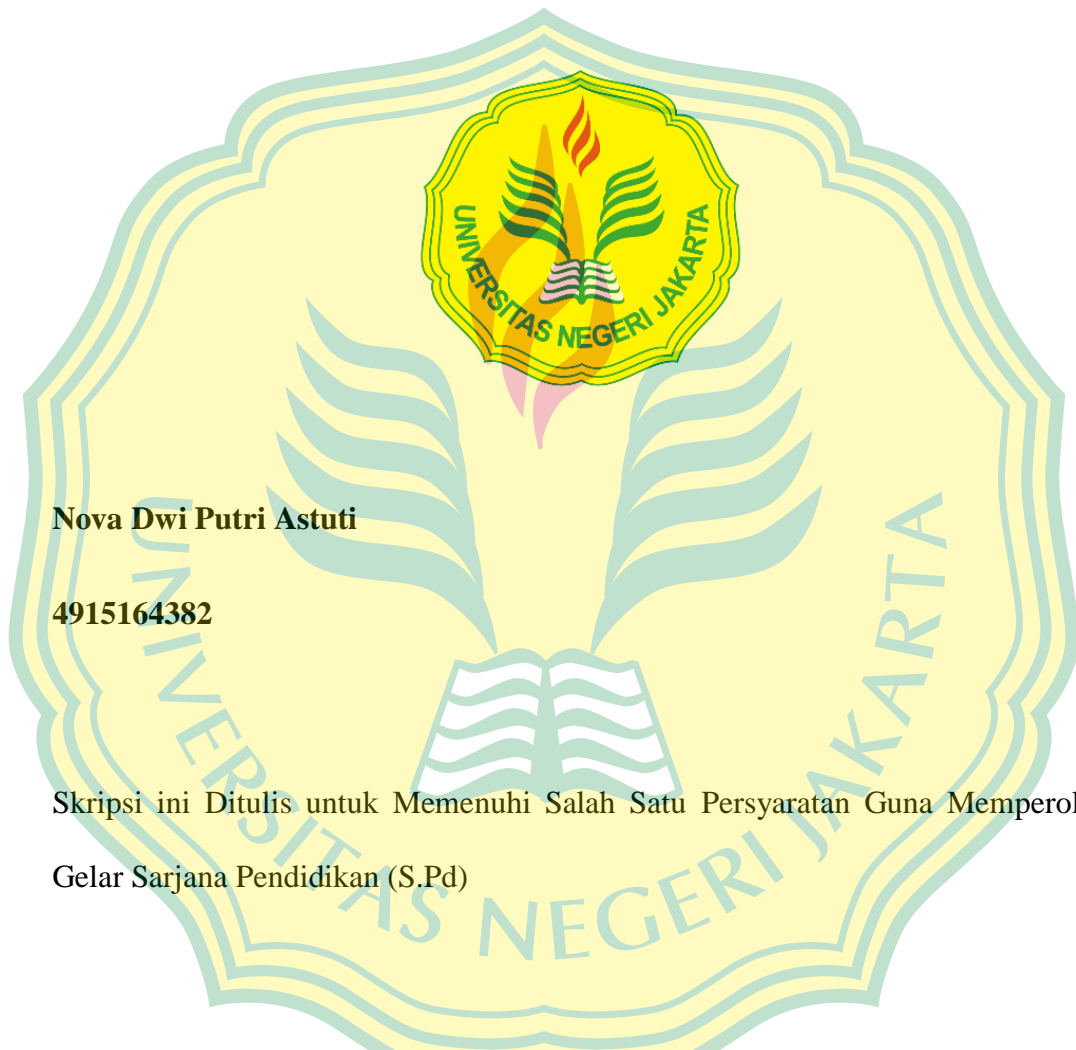 UNIVERSITAS NEGERI JAKARTA
Nova Dwi Putri Astuti
4915164382
Skripsi ini Ditulis untuk Memenuhi Salah Satu Persyaratan Guna Memperol
Gelar Sarjana Pendidikan (S.Pd)
UNIVERSITAS NEGERI JAKARTA